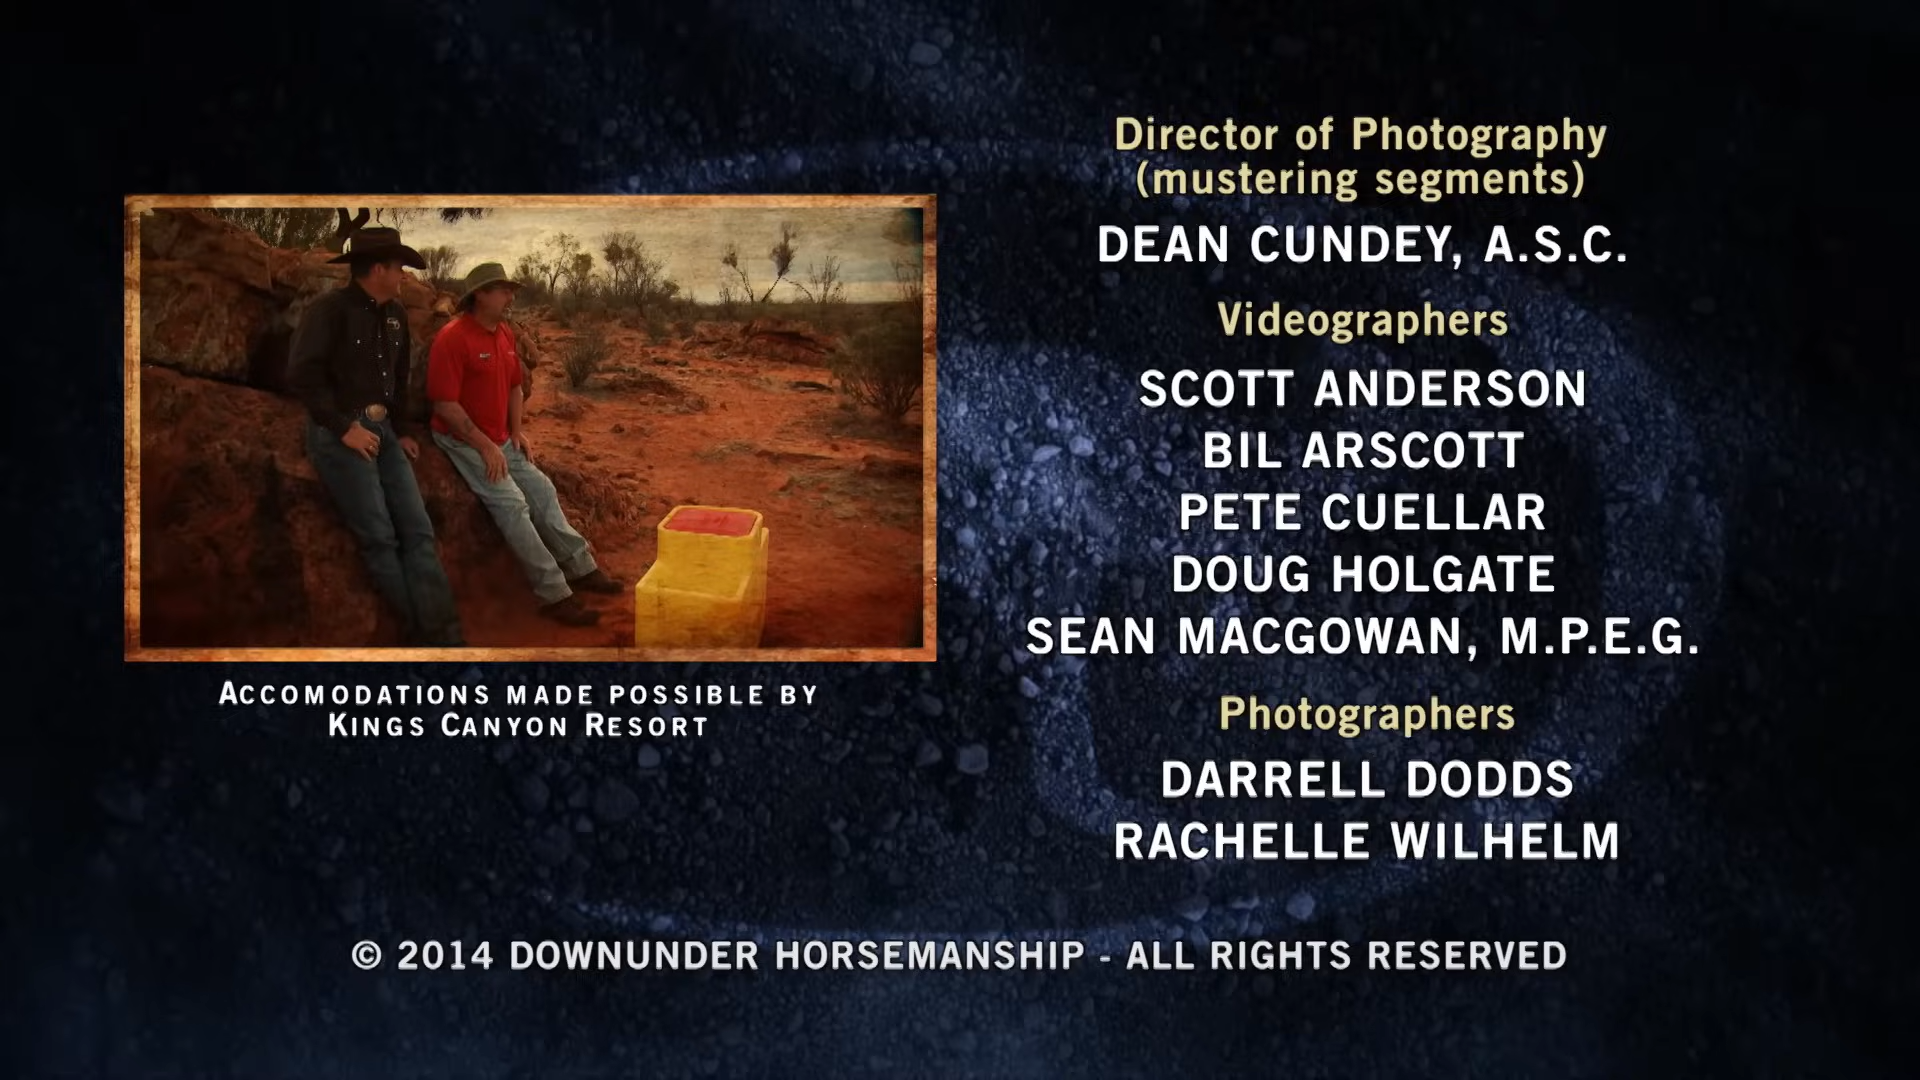 Director of Photography
(mustering segments)
DEAN CUNDEY, A.S.C.
Videographers
SCOTT ANDERSON
BIL ARSCOTT
PETE CUELLAR
DOUG HOLGATE
SEAN MACGOWAN, M.P.E.G.
Photographers
DARRELL DODDS
RACHELLE WILHELM
ACCOMODATIONS MADE POSSIBLE BY
KINGS CANYON RESORT
© 2014 DOWNUNDER HORSEMANSHIP - ALL RIGHTS RESERVED